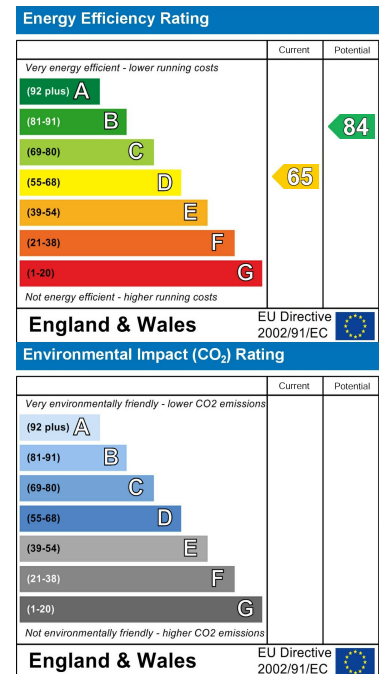 Energy Efficiency Rating
Current Potential
Very energy efficient - lower running costs
(92 plus) A
(81-91) B
84
(69-80) C
(55-68) D
65
(39-54) E
(21-38) F
(1-20) G
Not energy efficient - higher running costs
England & Wales
EU Directive
2002/91/EC
Environmental Impact (CO₂) Rating
Current Potential
Very environmentally friendly - lower CO2 emissions
(92 plus) A
(81-91) B
(69-80) C
(55-68) D
(39-54) E
(21-38) F
(1-20) G
Not environmentally friendly - higher CO2 emissions
England & Wales
EU Directive
2002/91/EC